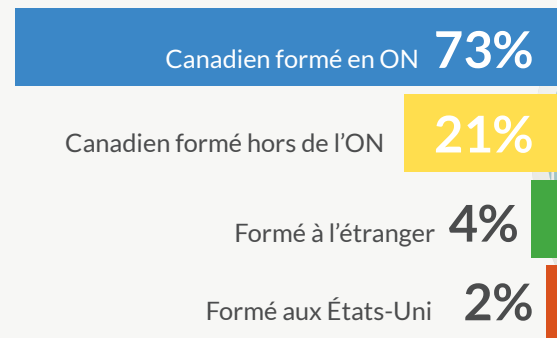 Canadien formé en ON 73%
Canadien formé hors de l'ON 21%
Formé à l'étranger 4%
Formé aux États-Uni 2%